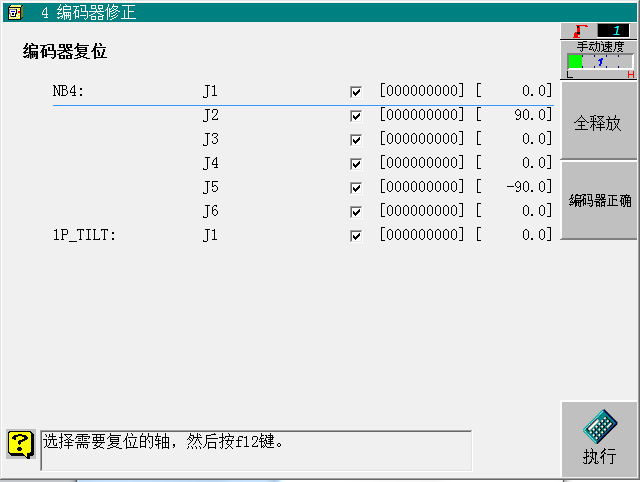 4 编码器修正
1
手动速度
1
L H
编码器复位
NB4: J1 [000000000] [ 0.0]
J2 [000000000] [ 90.0]
J3 [000000000] [ 0.0]
J4 [000000000] [ 0.0]
J5 [000000000] [ -90.0]
J6 [000000000] [ 0.0]
1P_TILT: J1 [000000000] [ 0.0]
全释放
编码器正确
选择需要复位的轴，然后按f12键。
执行